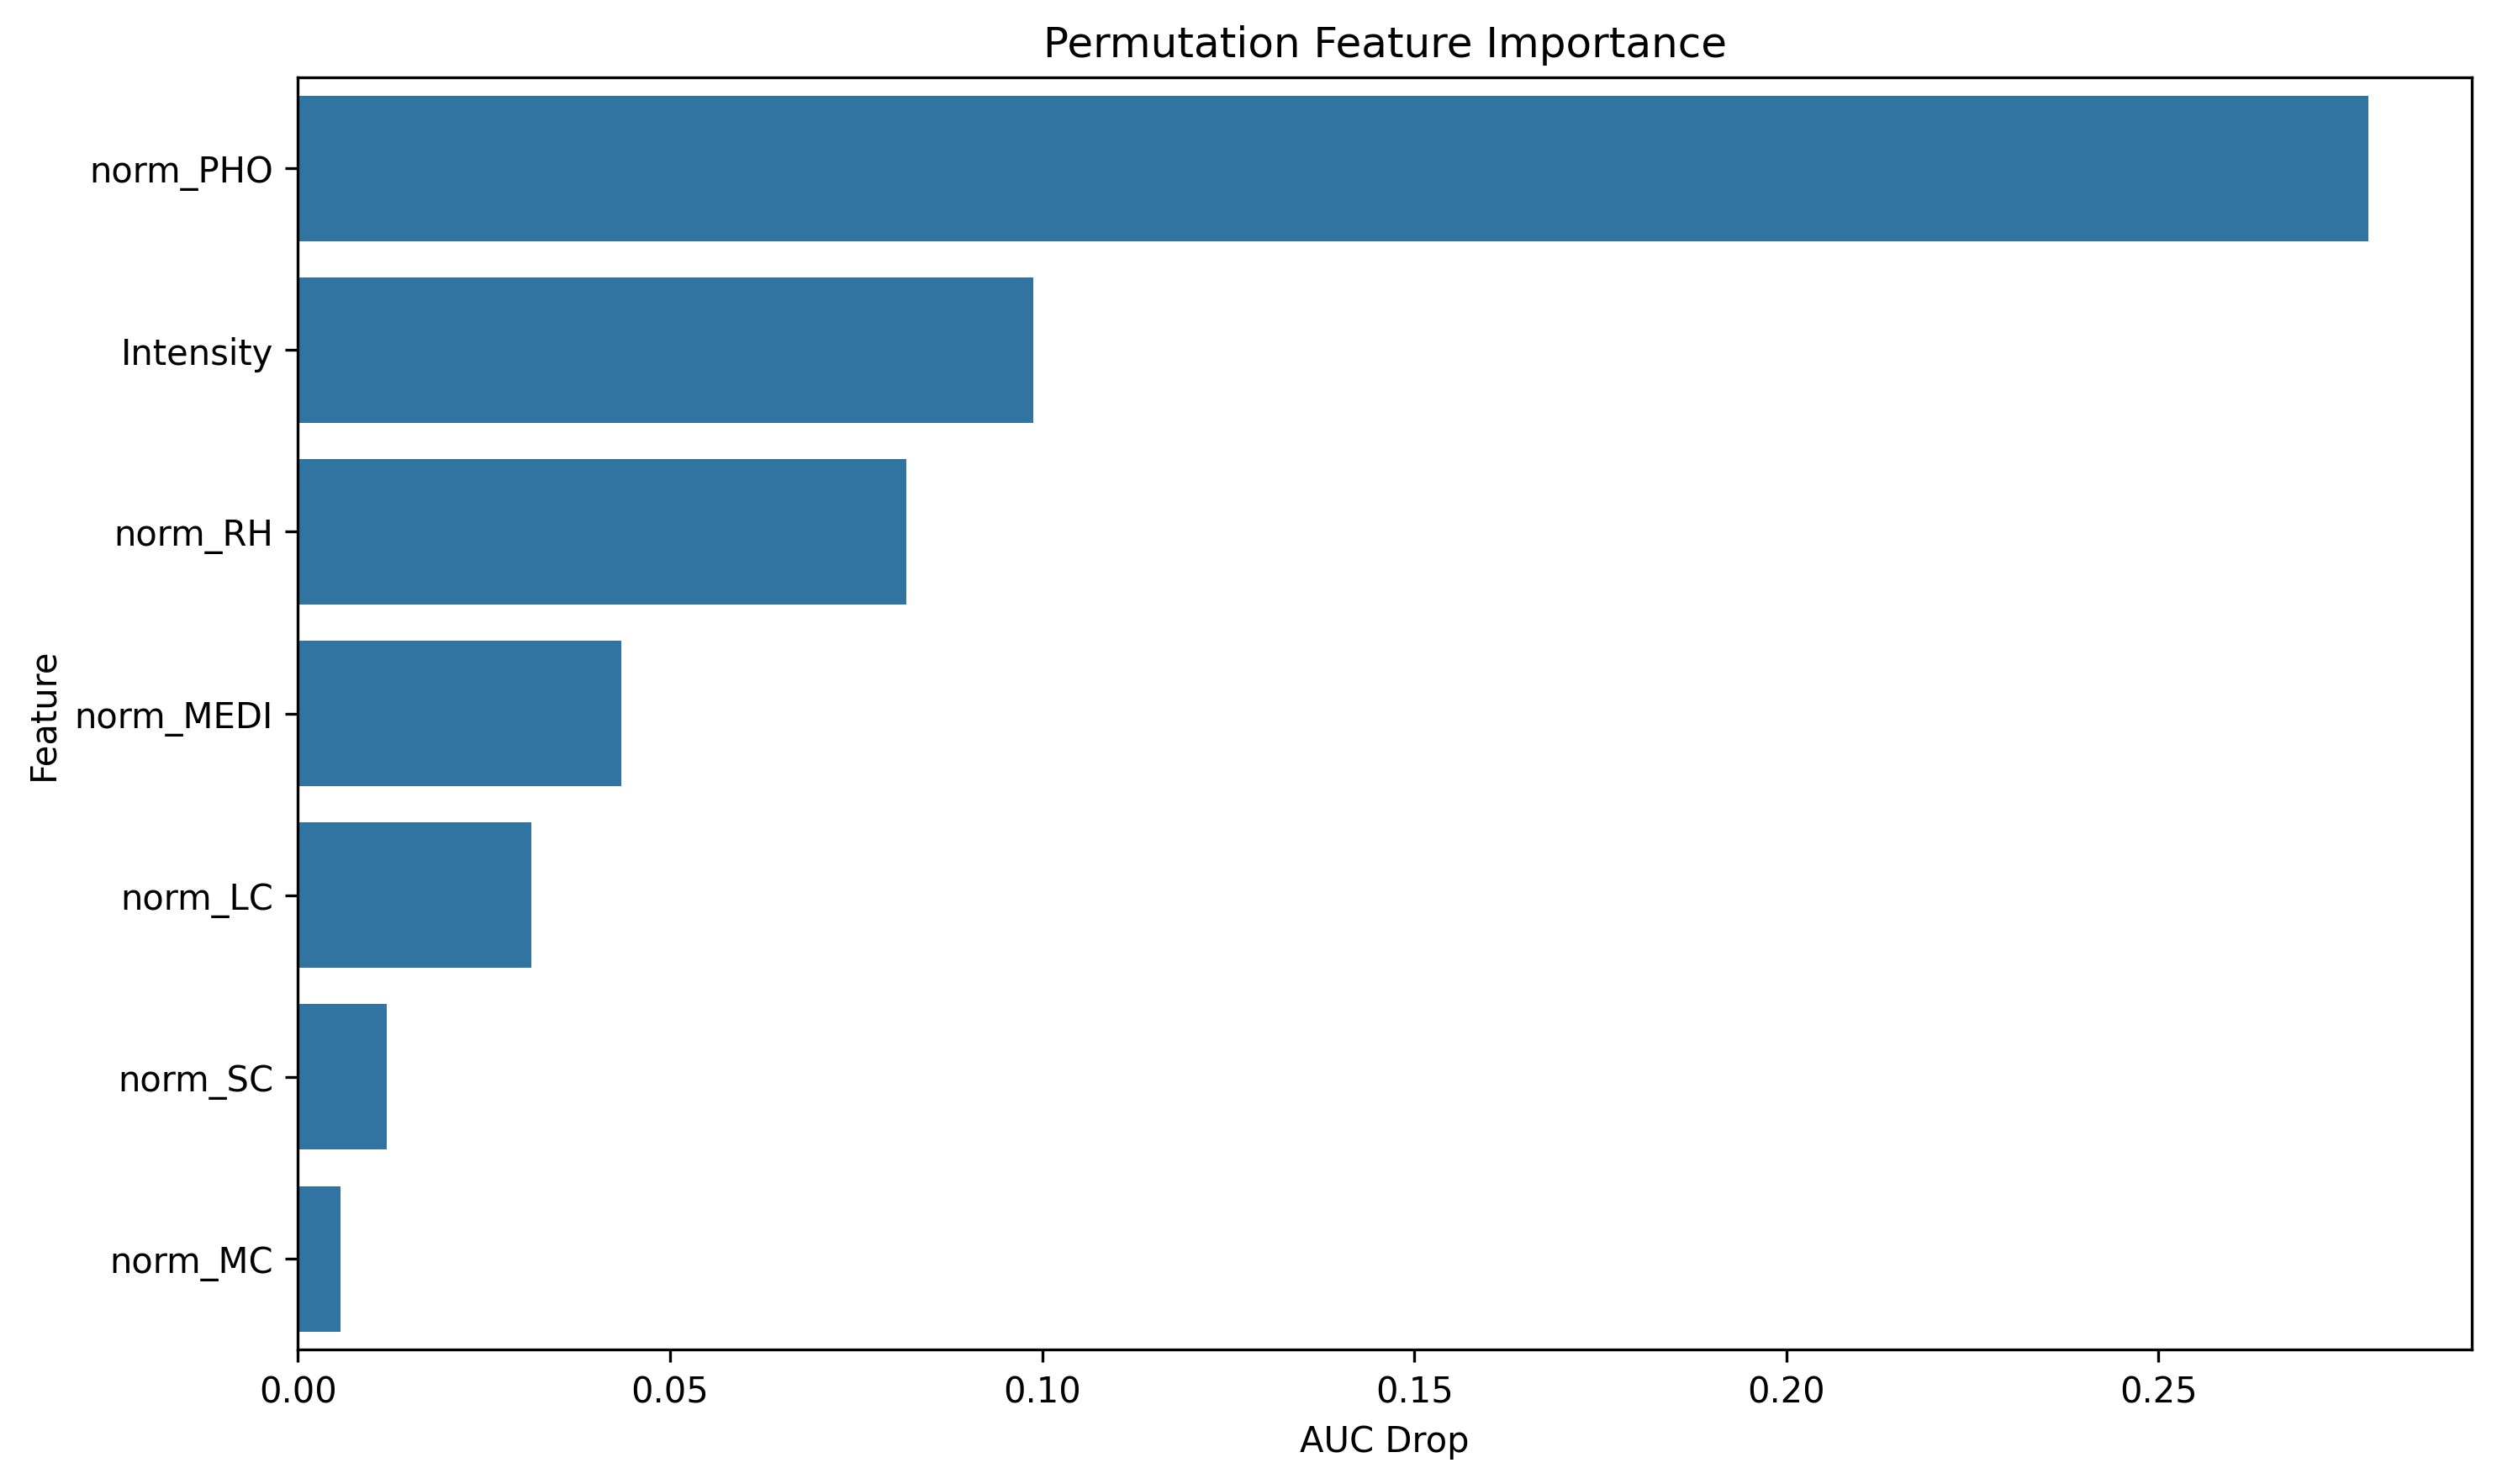 Permutation Feature Importance
norm_PHO
Intensity
norm_RH
norm_MEDI
norm_LC
norm_SC
norm_MC
Feature
0.00 0.05 0.10 0.15 0.20 0.25
AUC Drop